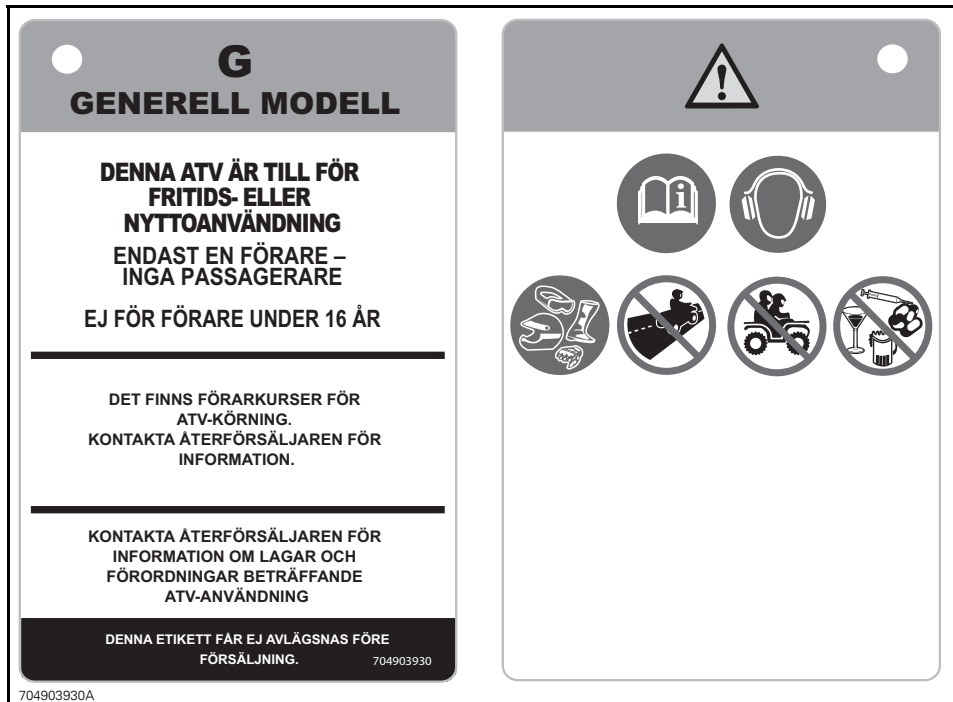 G
GENERELL MODELL
DENNA ATV ÄR TILL FÖR
FRITIDS- ELLER
NYTTOANVÄNDNING
ENDAST EN FÖRARE –
INGA PASSAGERARE
EJ FÖR FÖRARE UNDER 16 ÅR
DET FINNS FÖRARKURSER FÖR
ATV-KÖRNING.
KONTAKTA ÅTERFÖRSÄLJAREN FÖR
INFORMATION.
KONTAKTA ÅTERFÖRSÄLJAREN FÖR
INFORMATION OM LAGAR OCH
FÖRORDNINGAR BETRÄFFANDE
ATV-ANVÄNDNING
DENNA ETIKETT FÅR EJ AVLÄGSNAS FÖRE
FÖRSÄLJNING. 704903930
704903930A
!
i